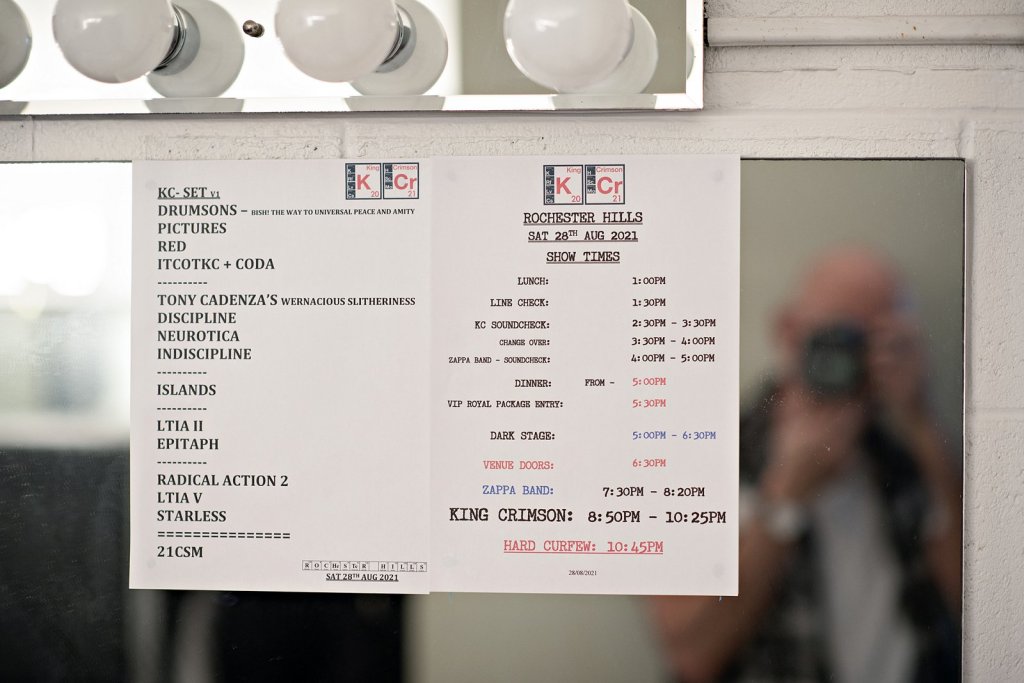 King
K
20
Crimson
Cr
21
KC- SET V1
DRUMSONS – BISH! THE WAY TO UNIVERSAL PEACE AND AMITY
PICTURES
RED
ITCOTKC + CODA
----------
TONY CADENZA'S WERNACIOUS SLITHERINESS
DISCIPLINE
NEUROTICA
INDISCIPLINE
----------
ISLANDS
----------
LTIA II
EPITAPH
----------
RADICAL ACTION 2
LTIA V
STARLESS
===============
21CSM
ROCHeSTeR HILLS
SAT 28TH AUG 2021
King
K
20
Crimson
Cr
21
ROCHESTER HILLS
SAT 28TH AUG 2021
SHOW TIMES
LUNCH: 1:00PM
LINE CHECK: 1:30PM
KC SOUNDCHECK: 2:30PM - 3:30PM
CHANGE OVER: 3:30PM - 4:00PM
ZAPPA BAND - SOUNDCHECK: 4:00PM - 5:00PM
DINNER: FROM - 5:00PM
VIP ROYAL PACKAGE ENTRY: 5:30PM
DARK STAGE: 5:00PM - 6:30PM
VENUE DOORS: 6:30PM
ZAPPA BAND: 7:30PM - 8:20PM
KING CRIMSON: 8:50PM - 10:25PM
HARD CURFEW: 10:45PM
28/08/2021